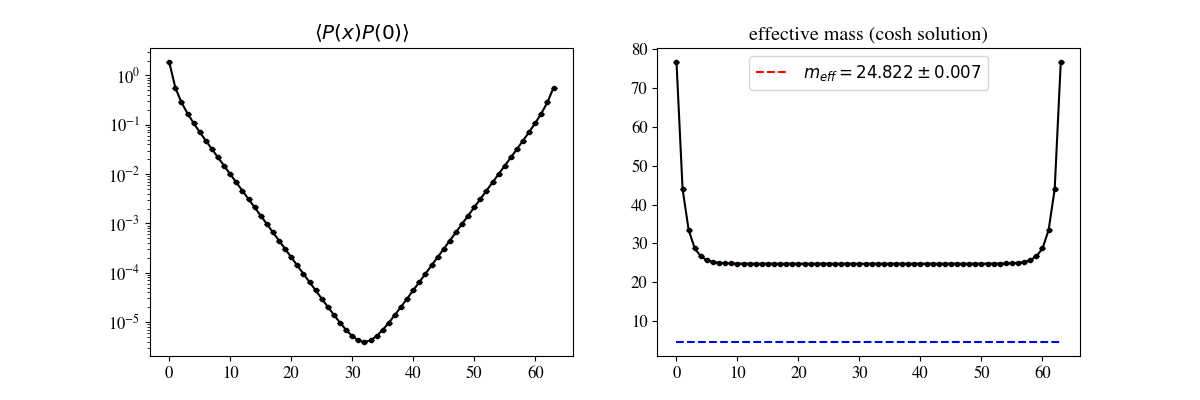 ⟨P(x)P(0)⟩
10⁰
10⁻¹
10⁻²
10⁻³
10⁻⁴
10⁻⁵
0 10 20 30 40 50 60
effective mass (cosh solution)
m_eff = 24.822 ± 0.007
80
70
60
50
40
30
20
10
0 10 20 30 40 50 60